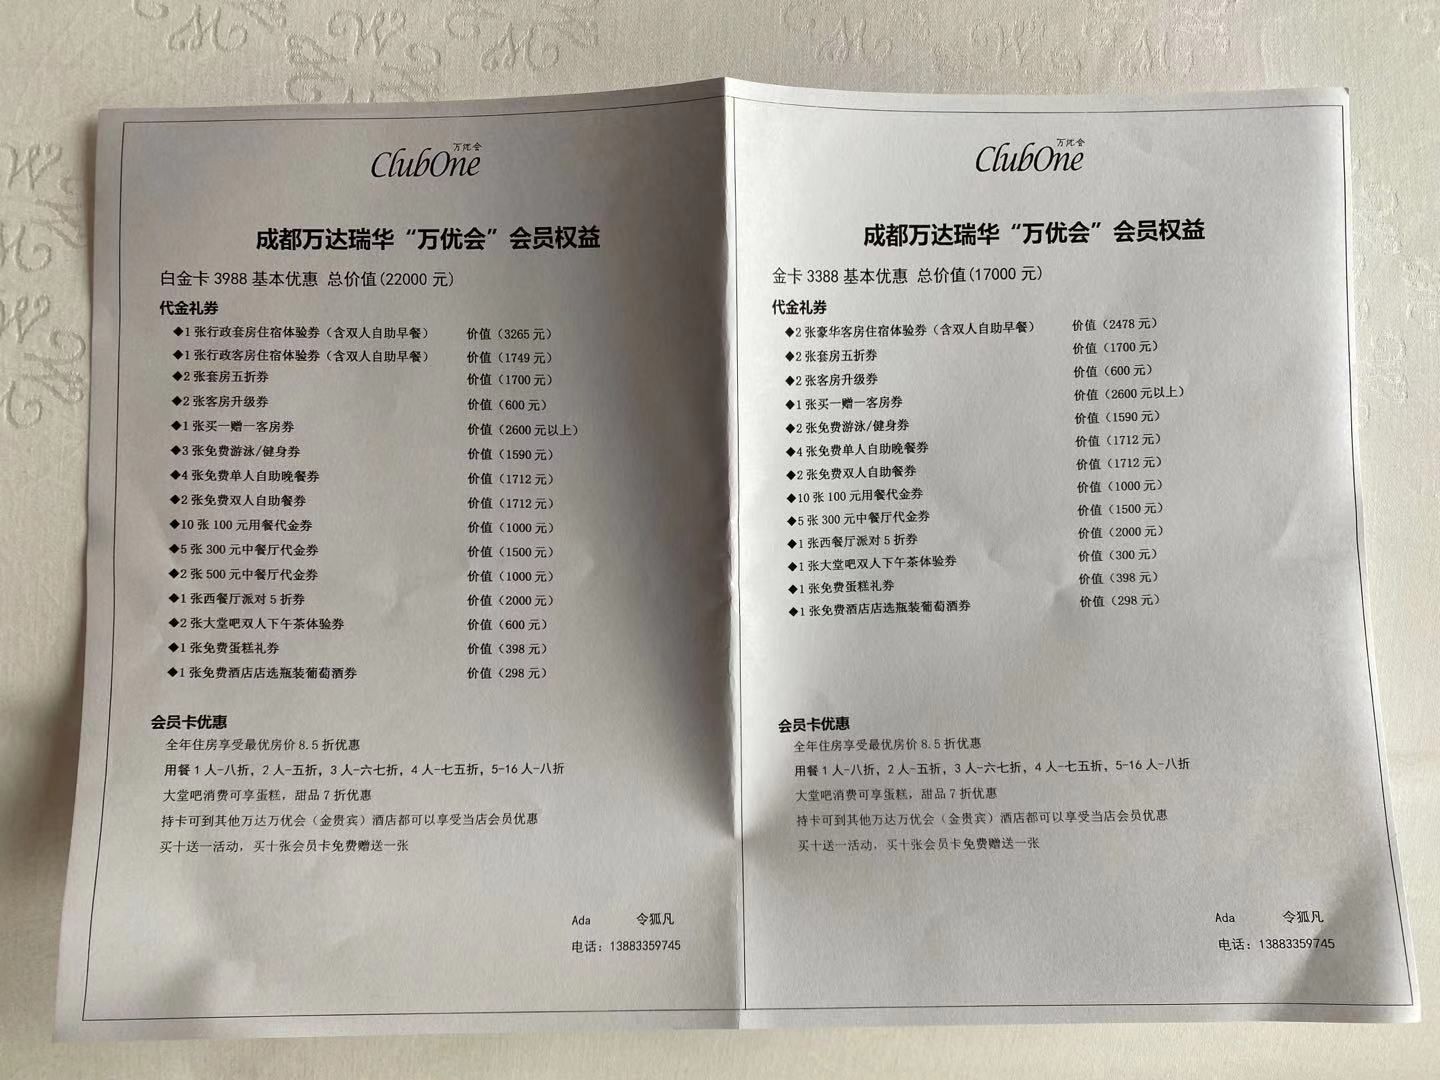 万优会
ClubOne
成都万达瑞华“万优会”会员权益
白金卡 3988 基本优惠 总价值(22000 元)
代金礼券
◆1 张行政套房住宿体验券（含双人自助早餐） 价值（3265 元）
◆1 张行政客房住宿体验券（含双人自助早餐） 价值（1749 元）
◆2 张套房五折券 价值（1700 元）
◆2 张客房升级券 价值（600 元）
◆1 张买一赠一客房券 价值（2600 元以上）
◆3 张免费游泳/健身券 价值（1590 元）
◆4 张免费单人自助晚餐券 价值（1712 元）
◆2 张免费双人自助餐券 价值（1712 元）
◆10 张 100 元用餐代金券 价值（1000 元）
◆5 张 300 元中餐厅代金券 价值（1500 元）
◆2 张 500 元中餐厅代金券 价值（1000 元）
◆1 张西餐厅派对 5 折券 价值（2000 元）
◆2 张大堂吧双人下午茶体验券 价值（600 元）
◆1 张免费蛋糕礼券 价值（398 元）
◆1 张免费酒店店选瓶装葡萄酒券 价值（298 元）
会员卡优惠
全年住房享受最优房价 8.5 折优惠
用餐 1 人-八折，2 人-五折，3 人-六七折，4 人-七五折，5-16 人-八折
大堂吧消费可享蛋糕，甜品 7 折优惠
持卡可到其他万达万优会（金贵宾）酒店都可以享受当店会员优惠
买十送一活动，买十张会员卡免费赠送一张
Ada 令狐凡
电话：13883359745
万优会
ClubOne
成都万达瑞华“万优会”会员权益
金卡 3388 基本优惠 总价值(17000 元)
代金礼券
◆2 张豪华客房住宿体验券（含双人自助早餐） 价值（2478 元）
◆2 张套房五折券 价值（1700 元）
◆2 张客房升级券 价值（600 元）
◆1 张买一赠一客房券 价值（2600 元以上）
◆2 张免费游泳/健身券 价值（1590 元）
◆4 张免费单人自助晚餐券 价值（1712 元）
◆2 张免费双人自助餐券 价值（1712 元）
◆10 张 100 元用餐代金券 价值（1000 元）
◆5 张 300 元中餐厅代金券 价值（1500 元）
◆1 张西餐厅派对 5 折券 价值（2000 元）
◆1 张大堂吧双人下午茶体验券 价值（300 元）
◆1 张免费蛋糕礼券 价值（398 元）
◆1 张免费酒店店选瓶装葡萄酒券 价值（298 元）
会员卡优惠
全年住房享受最优房价 8.5 折优惠
用餐 1 人-八折，2 人-五折，3 人-六七折，4 人-七五折，5-16 人-八折
大堂吧消费可享蛋糕，甜品 7 折优惠
持卡可到其他万达万优会（金贵宾）酒店都可以享受当店会员优惠
买十送一活动，买十张会员卡免费赠送一张
Ada 令狐凡
电话：13883359745